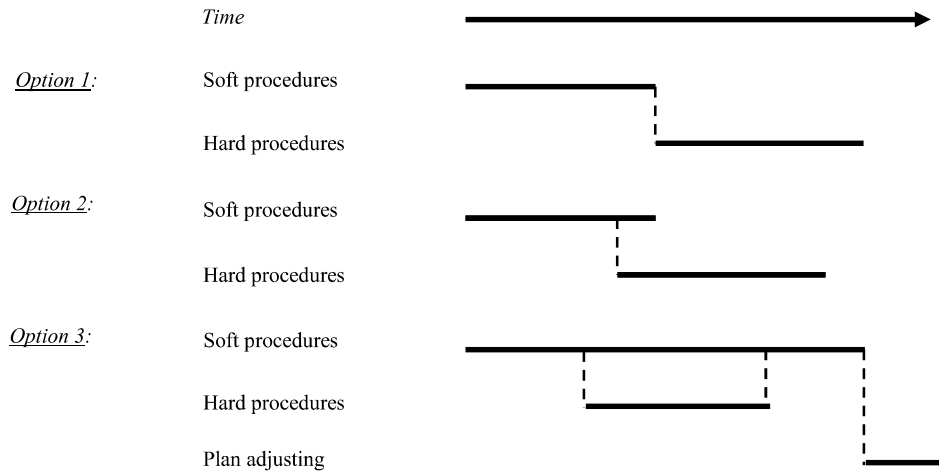 Time
Option 1: Soft procedures
Hard procedures
Option 2: Soft procedures
Hard procedures
Option 3: Soft procedures
Hard procedures
Plan adjusting